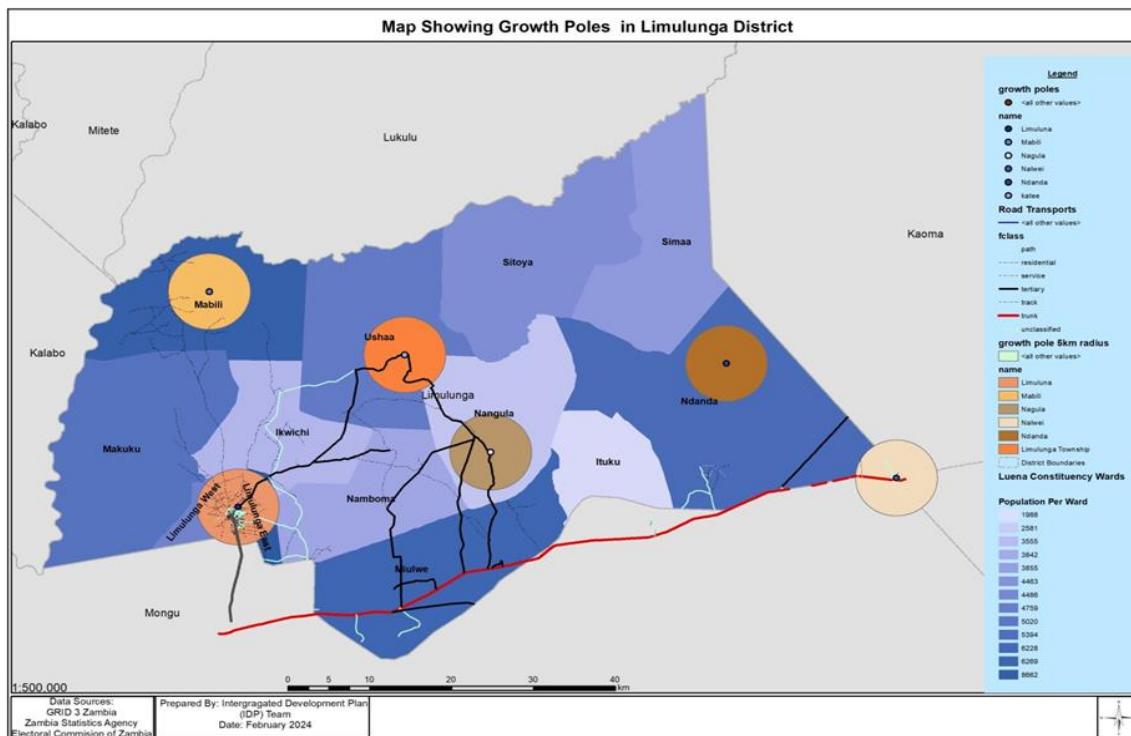 Map Showing Growth Poles in Limulunga District
Kalabo
Mitete
Lukulu
Kaoma
Simaa
Sitoya
Mabili
Ushaa
Kalabo
Limulunga
Ndanda
Nangula
Ikwichi
Makuku
Ituku
Limulunga West
Limulunga East
Namboma
Miulwe
Mongu
1:500,000
0 5 10 20 30 40
km
Legend
growth poles
<all other values>
name
Limuluna
Mabili
Nagula
Nalwei
Ndanda
katee
Road Transports
<all other values>
fclass
path
residential
service
tertiary
track
trunk
unclassified
growth pole 5km radius
<all other values>
name
Limuluna
Mabili
Nagula
Nalwei
Ndanda
Limulunga Township
District Boundaries
Luena Constituency Wards
Population Per Ward
1988
2581
3555
3642
3855
4463
4486
4759
5020
5394
6228
6269
8662
Data Sources:
GRID 3 Zambia
Zambia Statistics Agency
Electoral Commision of Zambia
Prepared By: Intergragated Development Plan
(IDP) Team
Date: February 2024